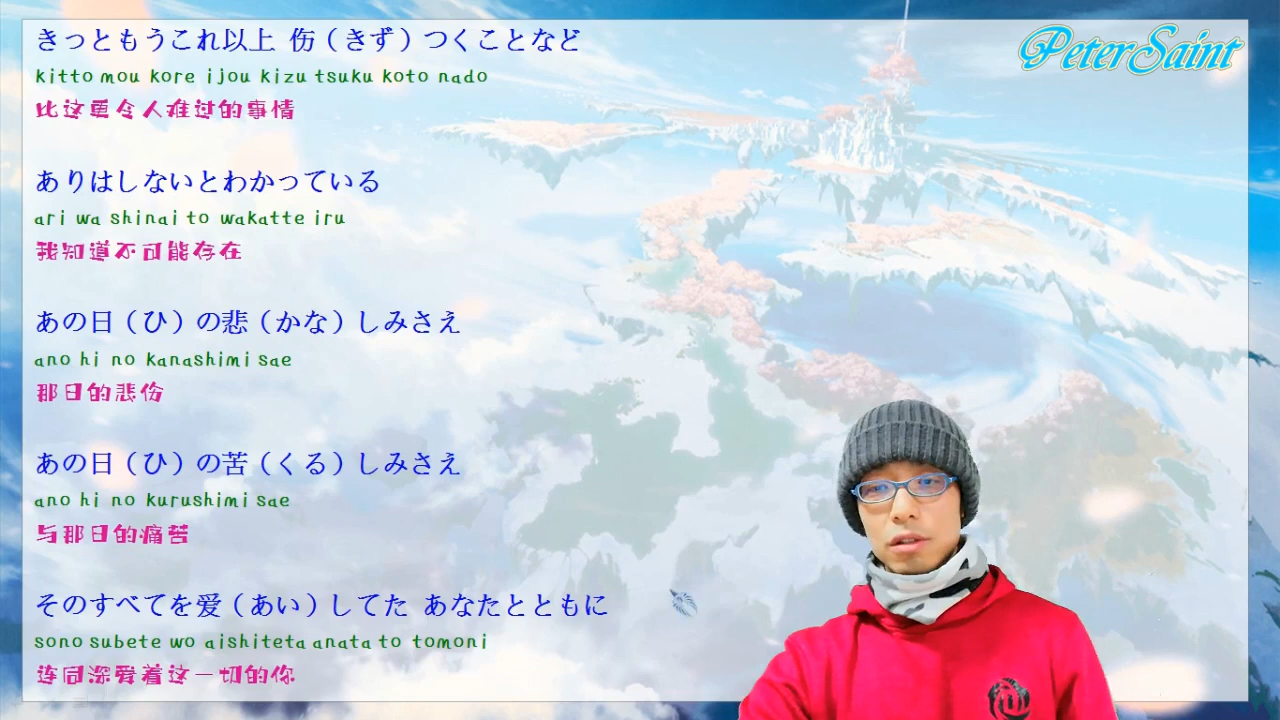 きっともうこれ以上 伤（きず）つくことなど
PeterSaint
kitto mou kore ijou kizu tsuku koto nado
比这更令人难过的事情
ありはしないとわかっている
ari wa shinai to wakatte iru
我知道不可能存在
あの日（ひ）の悲（かな）しみさえ
ano hi no kanashimi sae
那日的悲伤
あの日（ひ）の苦（くる）しみさえ
ano hi no kurushimi sae
与那日的痛苦
そのすべてを爱（あい）してた あなたとともに
sono subete wo aishiteta anata to tomoni
连同深爱着这一切的你